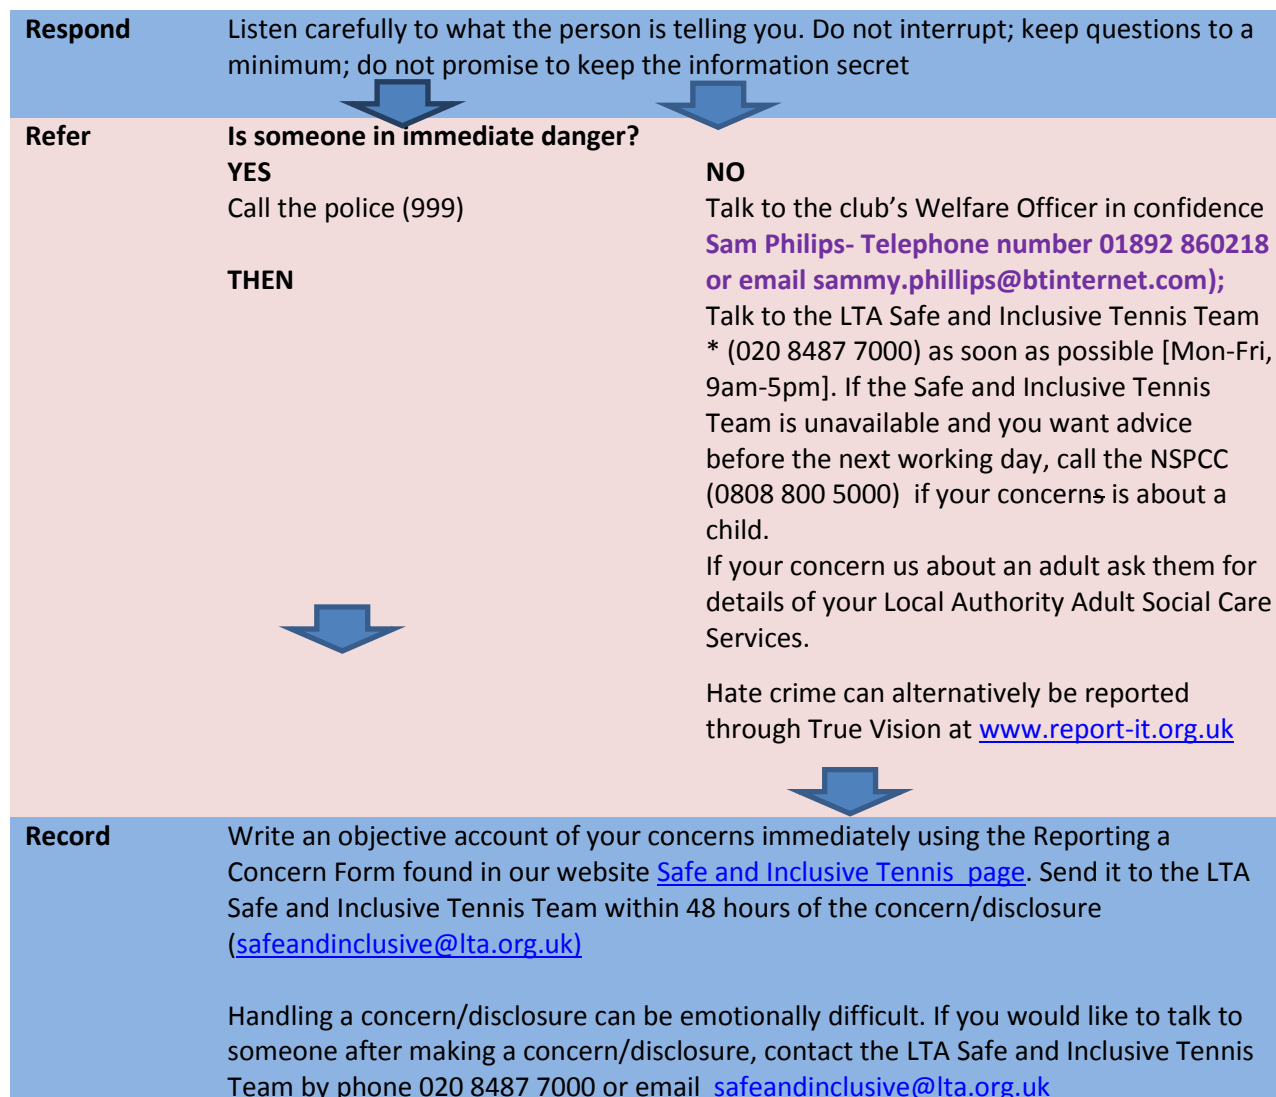 Respond
Listen carefully to what the person is telling you. Do not interrupt; keep questions to a
minimum; do not promise to keep the information secret
Refer
Is someone in immediate danger?
YES
Call the police (999)
THEN
NO
Talk to the club’s Welfare Officer in confidence
Sam Philips- Telephone number 01892 860218
or email sammy.phillips@btinternet.com);
Talk to the LTA Safe and Inclusive Tennis Team
* (020 8487 7000) as soon as possible [Mon-Fri,
9am-5pm]. If the Safe and Inclusive Tennis
Team is unavailable and you want advice
before the next working day, call the NSPCC
(0808 800 5000)  if your concerns is about a
child.
If your concern us about an adult ask them for
details of your Local Authority Adult Social Care
Services.
Hate crime can alternatively be reported
through True Vision at www.report-it.org.uk
Record
Write an objective account of your concerns immediately using the Reporting a
Concern Form found in our website Safe and Inclusive Tennis  page. Send it to the LTA
Safe and Inclusive Tennis Team within 48 hours of the concern/disclosure
(safeandinclusive@lta.org.uk)
Handling a concern/disclosure can be emotionally difficult. If you would like to talk to
someone after making a concern/disclosure, contact the LTA Safe and Inclusive Tennis
Team by phone 020 8487 7000 or email  safeandinclusive@lta.org.uk